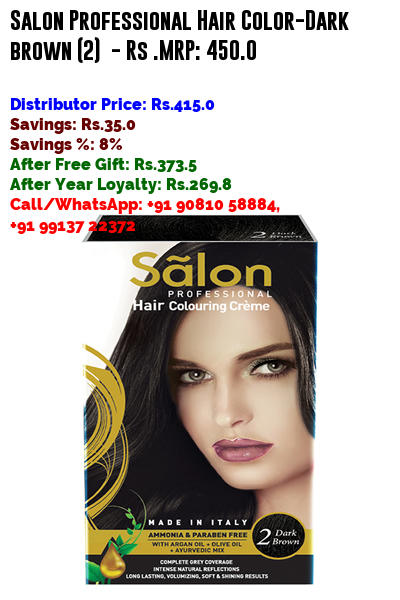 Salon Professional Hair Color-Dark
brown (2) - Rs .MRP: 450.0
Distributor Price: Rs.415.0
Savings: Rs.35.0
Savings %: 8%
After Free Gift: Rs.373.5
After Year Loyalty: Rs.269.8
Call/WhatsApp: +91 90810 58884,
+91 99137 22372
2 Dark Brown
Sãlon
PROFESSIONAL
Hair Colouring Crème
MADE IN ITALY
AMMONIA & PARABEN FREE
WITH ARGAN OIL + OLIVE OIL
+ AYURVEDIC MIX
2 Dark Brown
COMPLETE GREY COVERAGE
INTENSE NATURAL REFLECTIONS
LONG LASTING, VOLUMIZING, SOFT & SHINING RESULTS